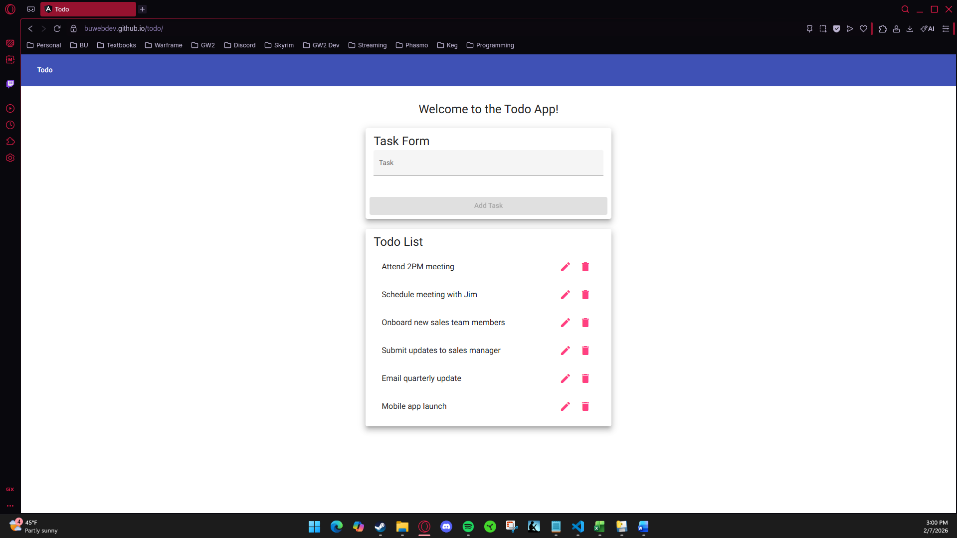 Todo
buwebdev.github.io/todo/
AI
Personal BU Textbooks Warframe GW2 Discord Skyrim GW2 Dev Streaming Phasmo Keg Programming
Todo
Welcome to the Todo App!
Task Form
Task
Add Task
Todo List
Attend 2PM meeting
Schedule meeting with Jim
Onboard new sales team members
Submit updates to sales manager
Email quarterly update
Mobile app launch
GX
4
45°F
Partly sunny
3:00 PM
2/7/2026